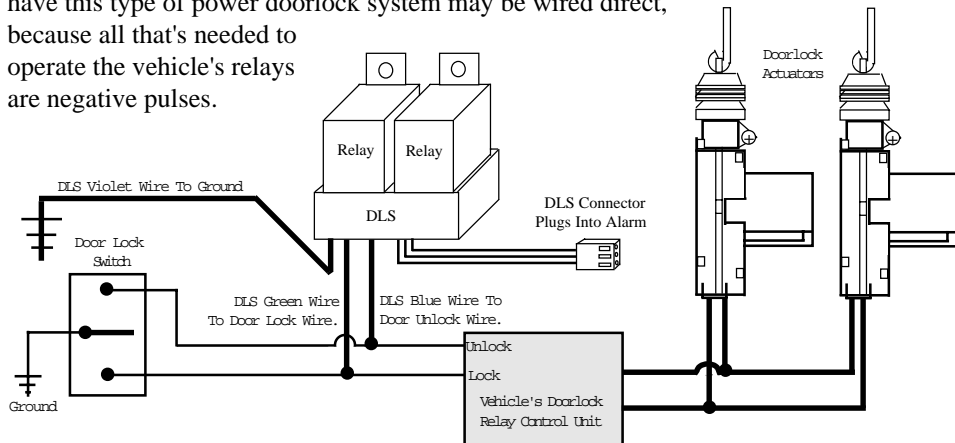 have this type of power doorlock system may be wired direct,
because all that's needed to
operate the vehicle's relays
are negative pulses.
Doorlock
Actuators
Relay
Relay
DLS Violet Wire To Ground
DLS
DLS Connector
Plugs Into Alarm
Door Lock
Switch
DLS Green Wire
To Door Lock Wire.
DLS Blue Wire To
Door Unlock Wire.
Unlock
Lock
Ground
Vehicle's Doorlock
Relay Control Unit